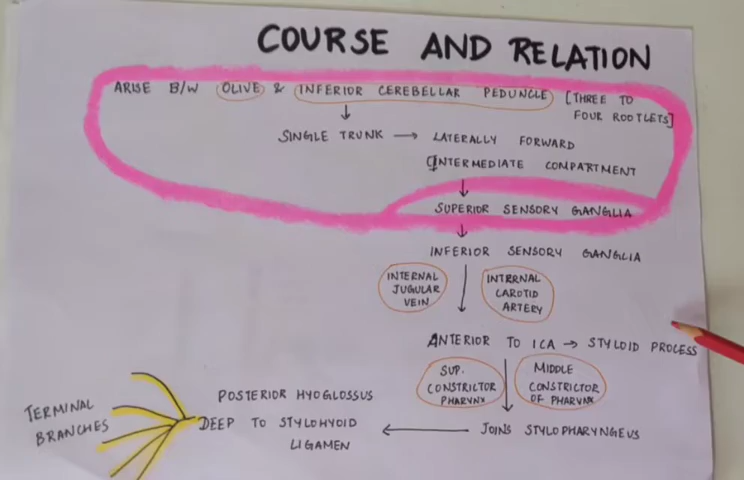 COURSE AND RELATION
ARISE B/W OLIVE & INFERIOR CEREBELLAR PEDUNCLE [THREE TO
FOUR ROOTLETS]
SINGLE TRUNK → LATERALLY FORWARD
INTERMEDIATE COMPARTMENT
SUPERIOR SENSORY GANGLIA
INFERIOR SENSORY GANGLIA
INTERNAL
JUGULAR
VEIN
INTERNAL
CAROTID
ARTERY
ANTERIOR TO ICA → STYLOID PROCESS
SUP.
CONSTRICTOR
PHARYNX
MIDDLE
CONSTRICTOR
OF PHARYNX
JOINS STYLOPHARYNGEUS
POSTERIOR HYOGLOSSUS
DEEP TO STYLOHYOID
LIGAMEN
TERMINAL
BRANCHES